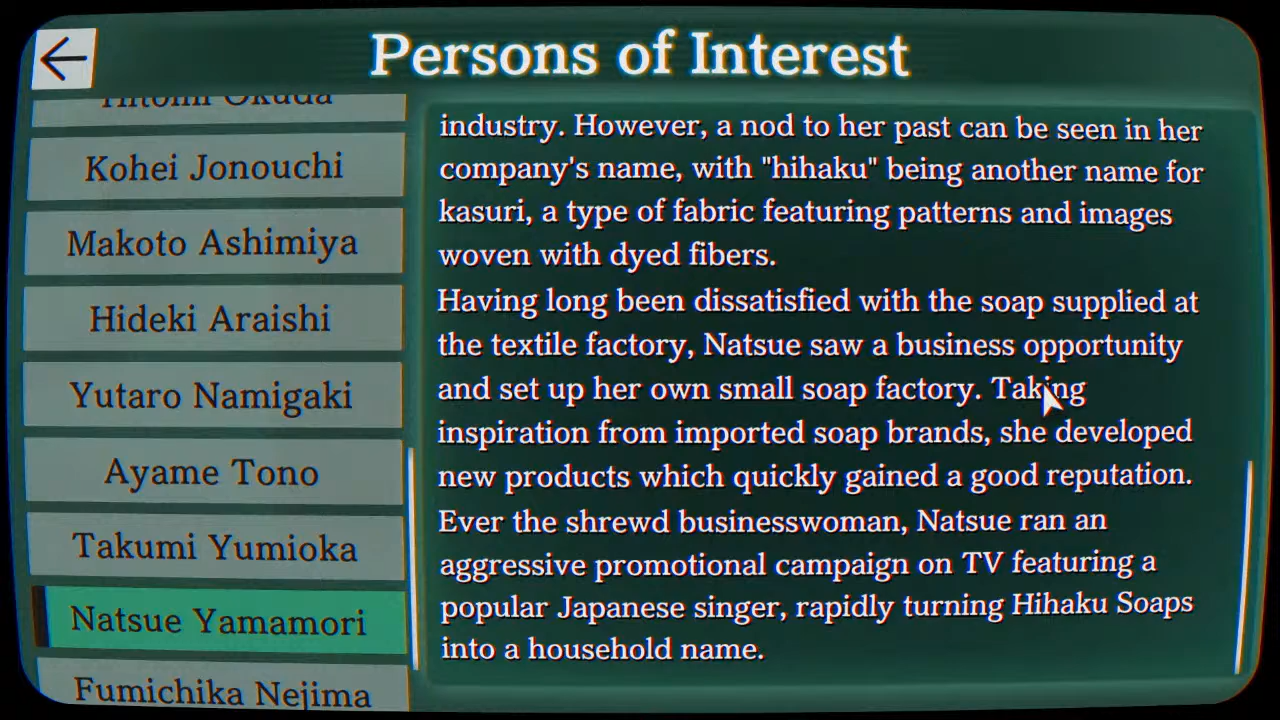 Persons of Interest
Hitomi Okuda
Kohei Jonouchi
Makoto Ashimiya
Hideki Araishi
Yutaro Namigaki
Ayame Tono
Takumi Yumioka
Natsue Yamamori
Fumichika Nejima
industry. However, a nod to her past can be seen in her
company's name, with "hihaku" being another name for
kasuri, a type of fabric featuring patterns and images
woven with dyed fibers.
Having long been dissatisfied with the soap supplied at
the textile factory, Natsue saw a business opportunity
and set up her own small soap factory. Taking
inspiration from imported soap brands, she developed
new products which quickly gained a good reputation.
Ever the shrewd businesswoman, Natsue ran an
aggressive promotional campaign on TV featuring a
popular Japanese singer, rapidly turning Hihaku Soaps
into a household name.